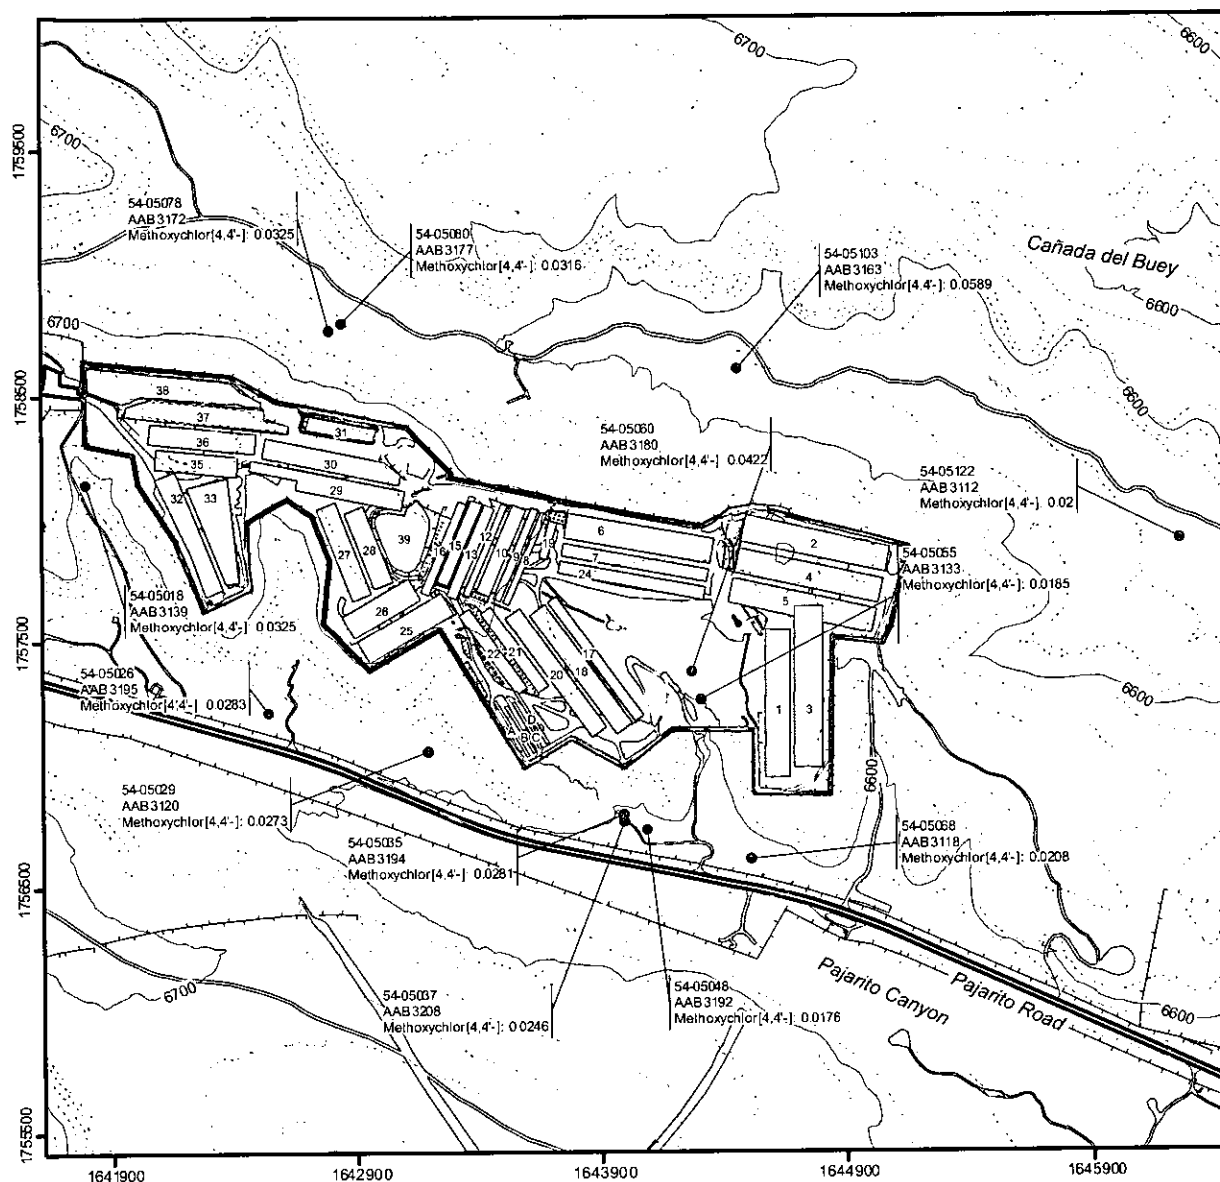 6700
6600
1759500
6700
54-05078
AAB3172
Methoxychlor[4,4'-]: 0.0325
54-05080
AAB3177
Methoxychlor[4,4'-]: 0.0316
54-05103
AAB3163
Methoxychlor[4,4'-]: 0.0589
Cañada del Buey
6600
6700
1758500
38
37
36
35
31
30
29
32
33
6600
54-05060
AAB3180
Methoxychlor[4,4'-] 0.0422
54-05122
AAB3112
Methoxychlor[4,4'-] 0.02
27
28
39
16
15
13
12
10
9
8
19
6
7
24
2
4
5
54-05055
AAB3133
Methoxychlor[4,4'-] 0.0185
54-05018
AAB3139
Methoxychlor[4,4'-] 0.0325
26
25
22
21
20
18
17
1757500
54-05026
AAB3195
Methoxychlor[4,4'-] 0.0283
6600
A
B
C
D
1
3
6600
54-05029
AAB3120
Methoxychlor[4,4'-]: 0.0273
54-05035
AAB3194
Methoxychlor[4,4'-] 0.0281
54-05068
AAB3118
Methoxychlor[4,4'-]: 0.0208
1756500
6700
54-05037
AAB3208
Methoxychlor[4,4'-]: 0.0246
54-05048
AAB3192
Methoxychlor[4,4'-]: 0.0176
Pajarito Canyon
Pajarito Road
6600
1755500
1641900
1642900
1643900
1644900
1645900